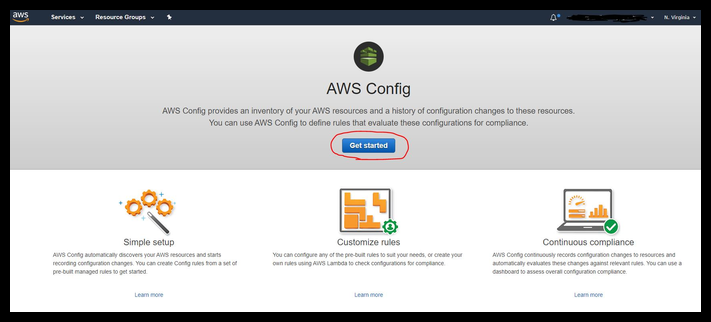 aws
Services
Resource Groups
N. Virginia
AWS Config
AWS Config provides an inventory of your AWS resources and a history of configuration changes to these resources.
You can use AWS Config to define rules that evaluate these configurations for compliance.
Get started
Simple setup
AWS Config automatically discovers your AWS resources and starts
recording configuration changes. You can create Config rules from a set of
pre-built managed rules to get started.
Learn more
Customize rules
You can configure any of the pre-built rules to suit your needs, or create your
own rules using AWS Lambda to check configurations for compliance.
Learn more
Continuous compliance
AWS Config continuously records configuration changes to resources and
automatically evaluates these changes against relevant rules. You can use a
dashboard to assess overall configuration compliance.
Learn more